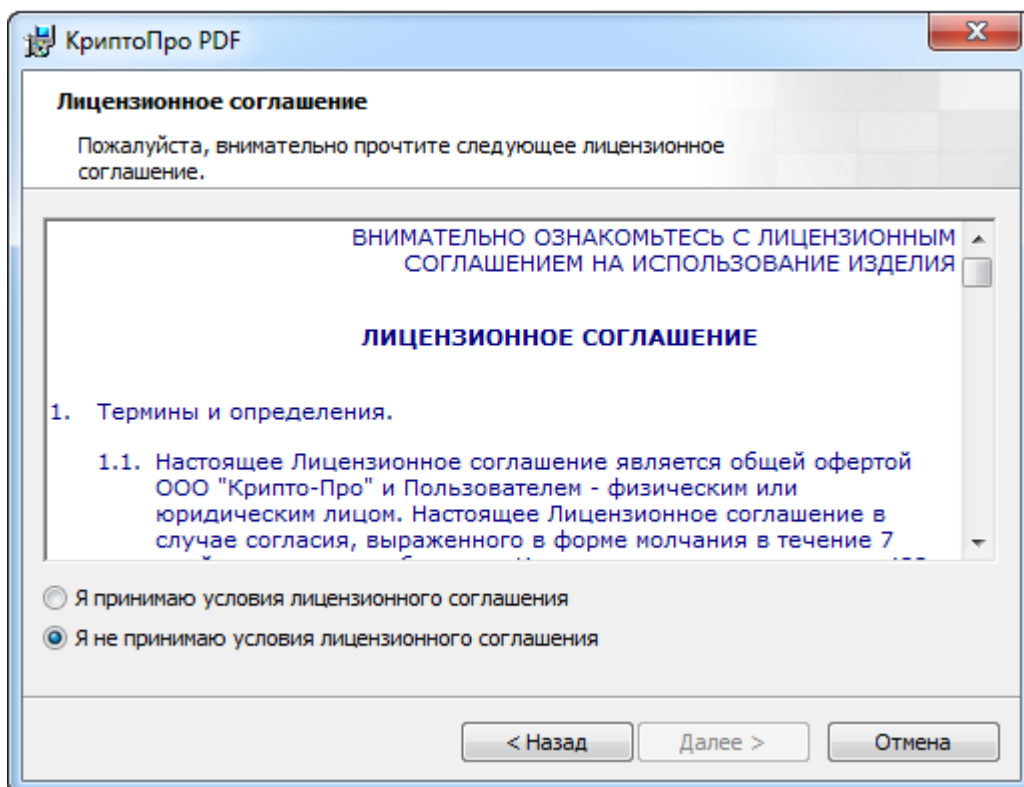 КриптоПро PDF
Лицензионное соглашение
Пожалуйста, внимательно прочтите следующее лицензионное
соглашение.
ВНИМАТЕЛЬНО ОЗНАКОМЬТЕСЬ С ЛИЦЕНЗИОННЫМ
СОГЛАШЕНИЕМ НА ИСПОЛЬЗОВАНИЕ ИЗДЕЛИЯ
ЛИЦЕНЗИОННОЕ СОГЛАШЕНИЕ
1. Термины и определения.
1.1. Настоящее Лицензионное соглашение является общей офертой
ООО "Крипто-Про" и Пользователем - физическим или
юридическим лицом. Настоящее Лицензионное соглашение в
случае согласия, выраженного в форме молчания в течение 7
Я принимаю условия лицензионного соглашения
Я не принимаю условия лицензионного соглашения
< Назад
Далее >
Отмена